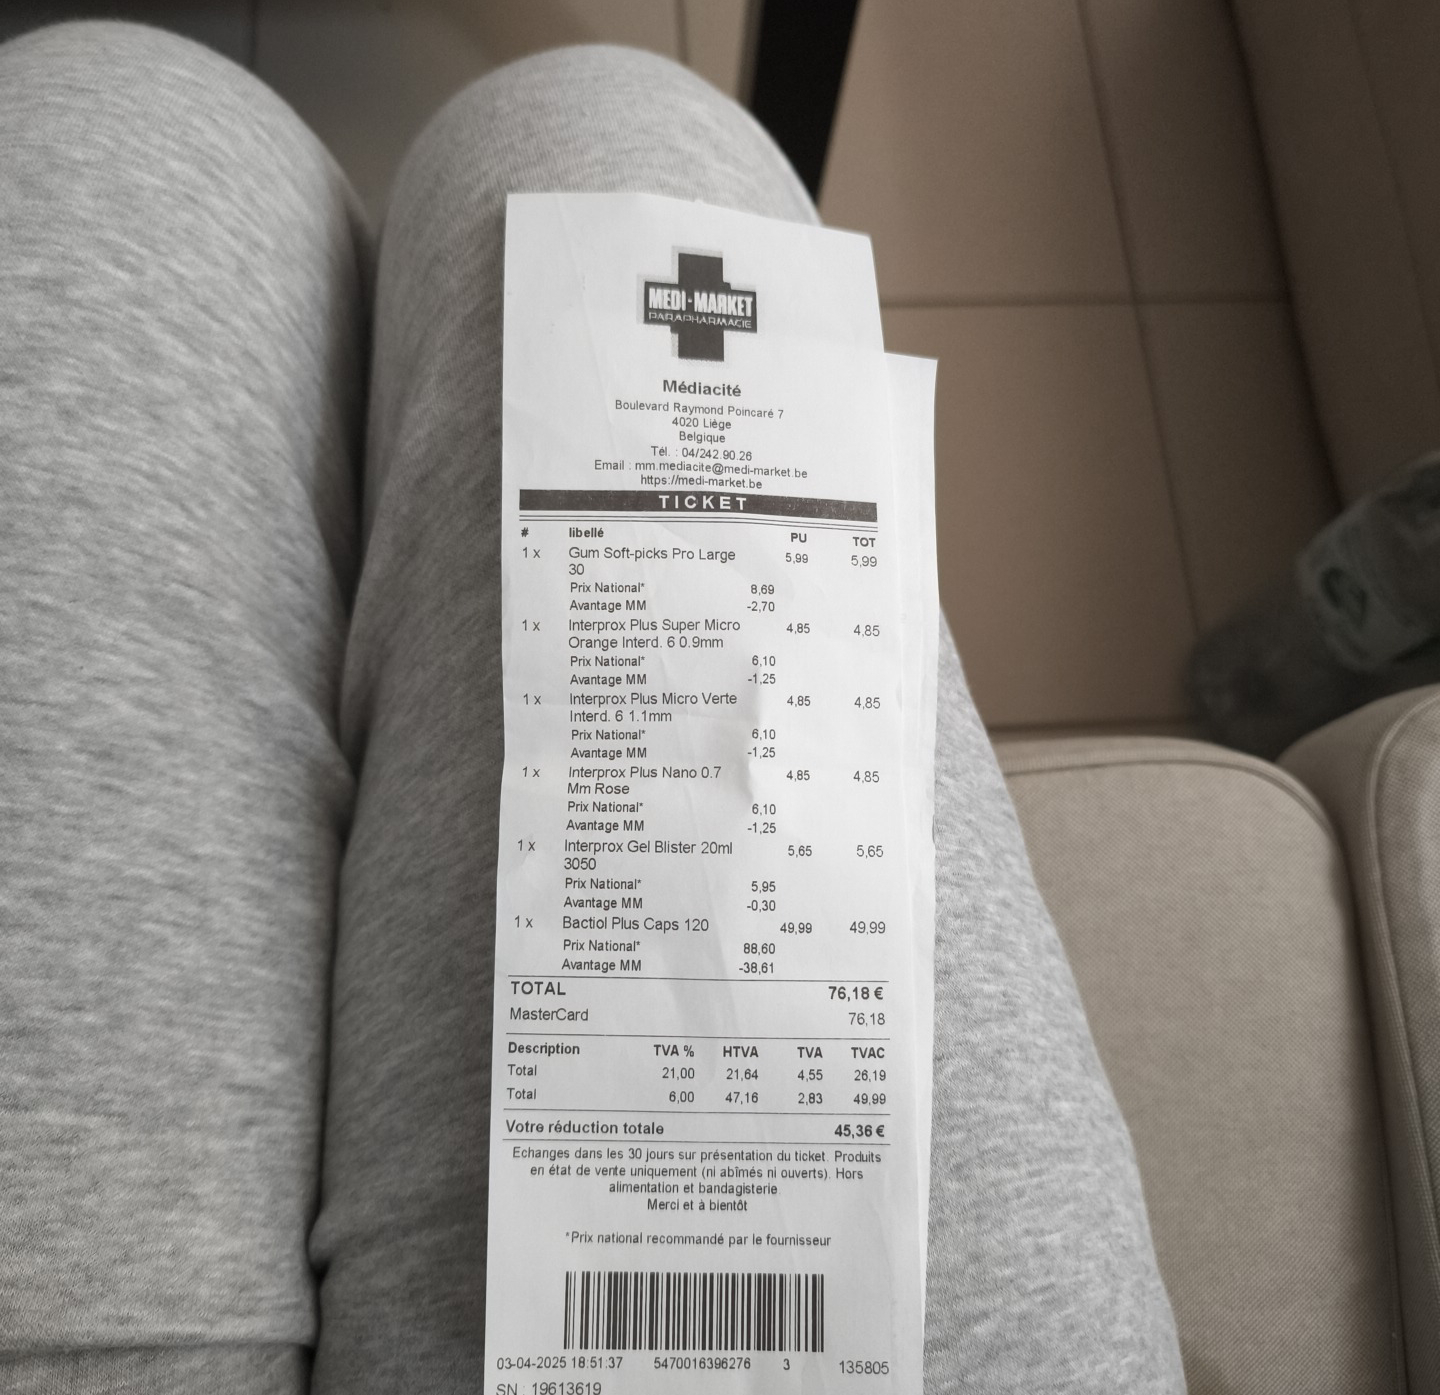 MEDI-MARKET
PARAPHARMACIE
Médiacité
Boulevard Raymond Poincaré 7
4020 Liège
Belgique
Tél. : 04/242.90.26
Email : mm.mediacite@medi-market.be
https://medi-market.be
TICKET
# libellé PU TOT
1 x Gum Soft-picks Pro Large 5,99 5,99
30
Prix National* 8,69
Avantage MM -2,70
1 x Interprox Plus Super Micro 4,85 4,85
Orange Interd. 6 0.9mm
Prix National* 6,10
Avantage MM -1,25
1 x Interprox Plus Micro Verte 4,85 4,85
Interd. 6 1.1mm
Prix National* 6,10
Avantage MM -1,25
1 x Interprox Plus Nano 0.7 4,85 4,85
Mm Rose
Prix National* 6,10
Avantage MM -1,25
1 x Interprox Gel Blister 20ml 5,65 5,65
3050
Prix National* 5,95
Avantage MM -0,30
1 x Bactiol Plus Caps 120 49,99 49,99
Prix National* 88,60
Avantage MM -38,61
TOTAL 76,18 €
MasterCard 76,18
Description TVA % HTVA TVA TVAC
Total 21,00 21,64 4,55 26,19
Total 6,00 47,16 2,83 49,99
Votre réduction totale 45,36 €
Echanges dans les 30 jours sur présentation du ticket. Produits
en état de vente uniquement (ni abîmés ni ouverts). Hors
alimentation et bandagisterie
Merci et à bientôt
*Prix national recommandé par le fournisseur
03-04-2025 18:51:37 5470016396276 3 135805
SN : 19613619